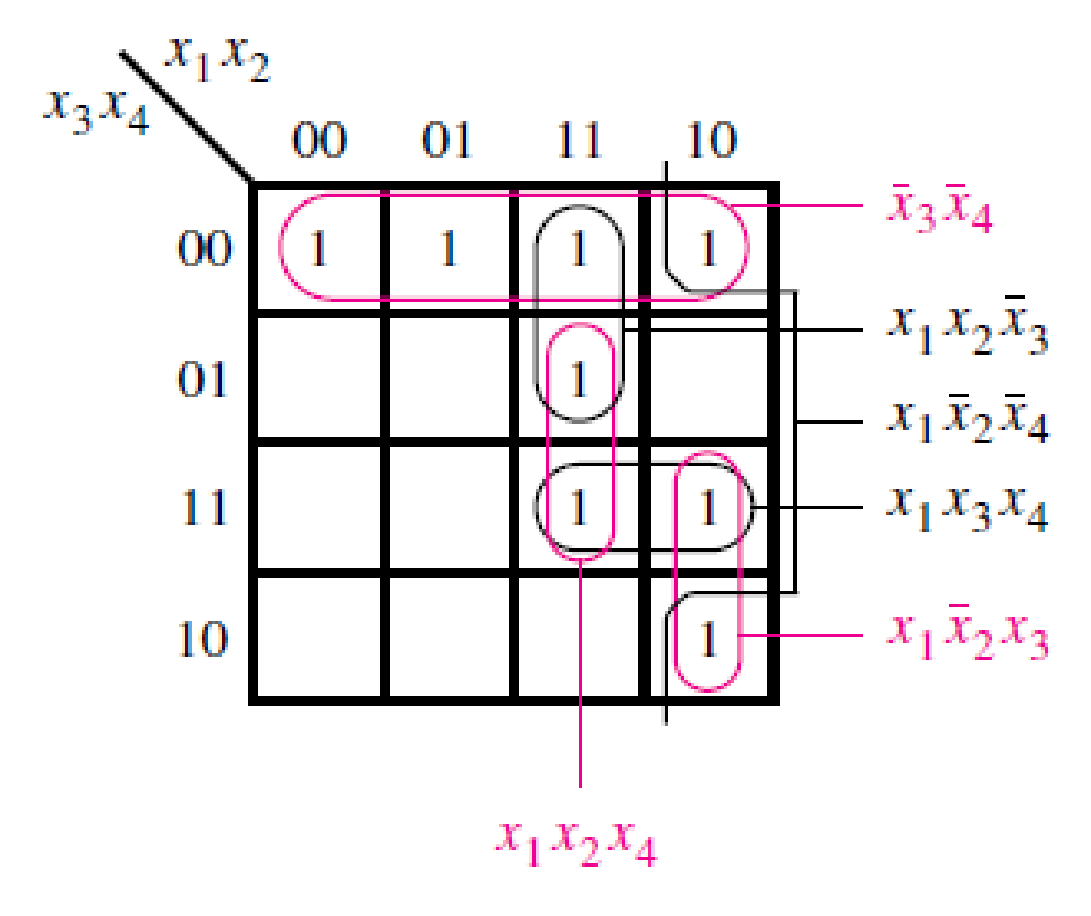 x₁x₂
x₃x₄
00 01 11 10
00 1 1 1 1 x̄₃x̄₄
x₁x₂x̄₃
01 1
x₁x̄₂x̄₄
11 1 1 x₁x₃x₄
10 1 x₁x̄₂x₃
x₁x₂x₄